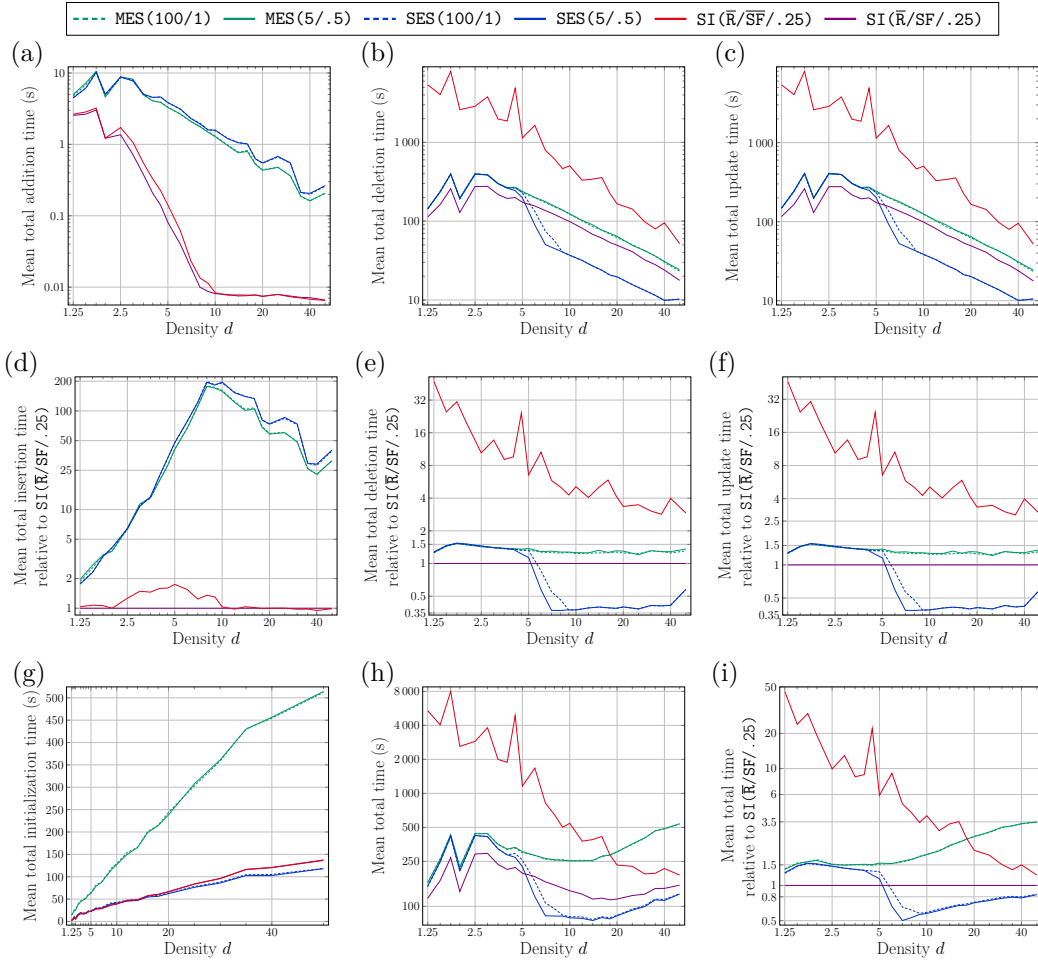 MES(100/1) MES(5/.5) SES(100/1) SES(5/.5) SI(R̅/S̅F̅/.25) SI(R̅/SF/.25)
(a)
Mean total addition time (s)
10
1
0.1
0.01
1.25 2.5 5 10 20 40
Density d
(b)
Mean total deletion time (s)
1 000
100
10
1.25 2.5 5 10 20 40
Density d
(c)
Mean total update time (s)
1 000
100
10
1.25 2.5 5 10 20 40
Density d
(d)
Mean total insertion time
relative to SI(R̅/SF/.25)
200
100
50
25
10
5
2
1
1.25 2.5 5 10 20 40
Density d
(e)
Mean total deletion time
relative to SI(R̅/SF/.25)
32
16
8
4
2
1.5
1
0.5
0.35
1.25 2.5 5 10 20 40
Density d
(f)
Mean total update time
relative to SI(R̅/SF/.25)
32
16
8
4
2.5
1.5
1
0.5
0.35
1.25 2.5 5 10 20 40
Density d
(g)
Mean total initialization time (s)
500
450
400
350
300
250
200
150
100
50
0
1.25 5 10 20 40
Density d
(h)
Mean total time (s)
8 000
4 000
2 000
1 000
500
250
100
1.25 2.5 5 10 20 40
Density d
(i)
Mean total time
relative to SI(R̅/SF/.25)
50
20
10
6
3.5
1.5
1
0.8
0.5
1.25 2.5 5 10 20 40
Density d